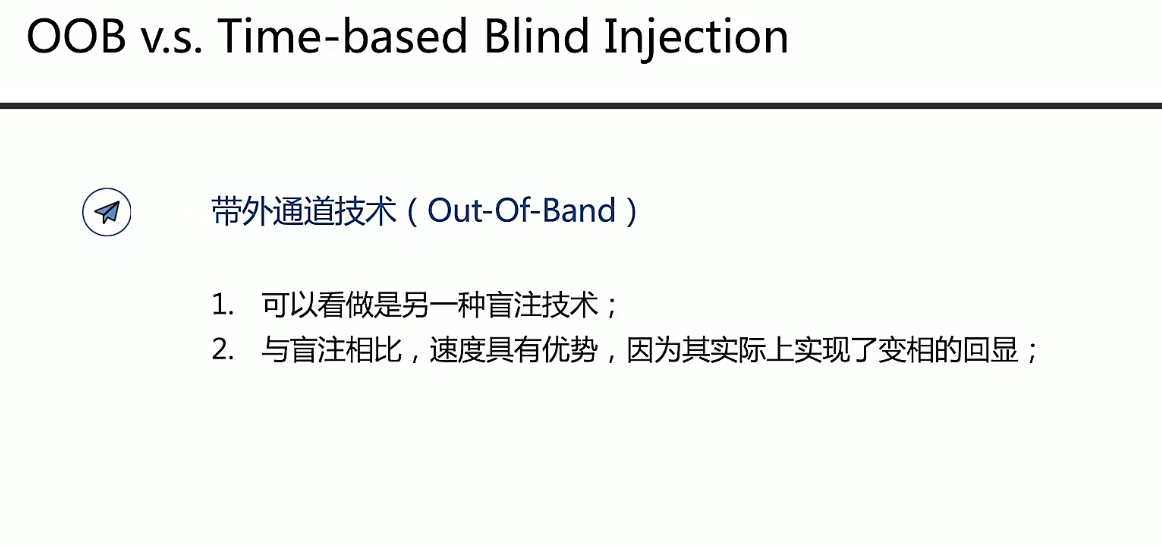 OOB v.s. Time-based Blind Injection
带外通道技术（Out-Of-Band）
1. 可以看做是另一种盲注技术；
2. 与盲注相比，速度具有优势，因为其实际上实现了变相的回显；